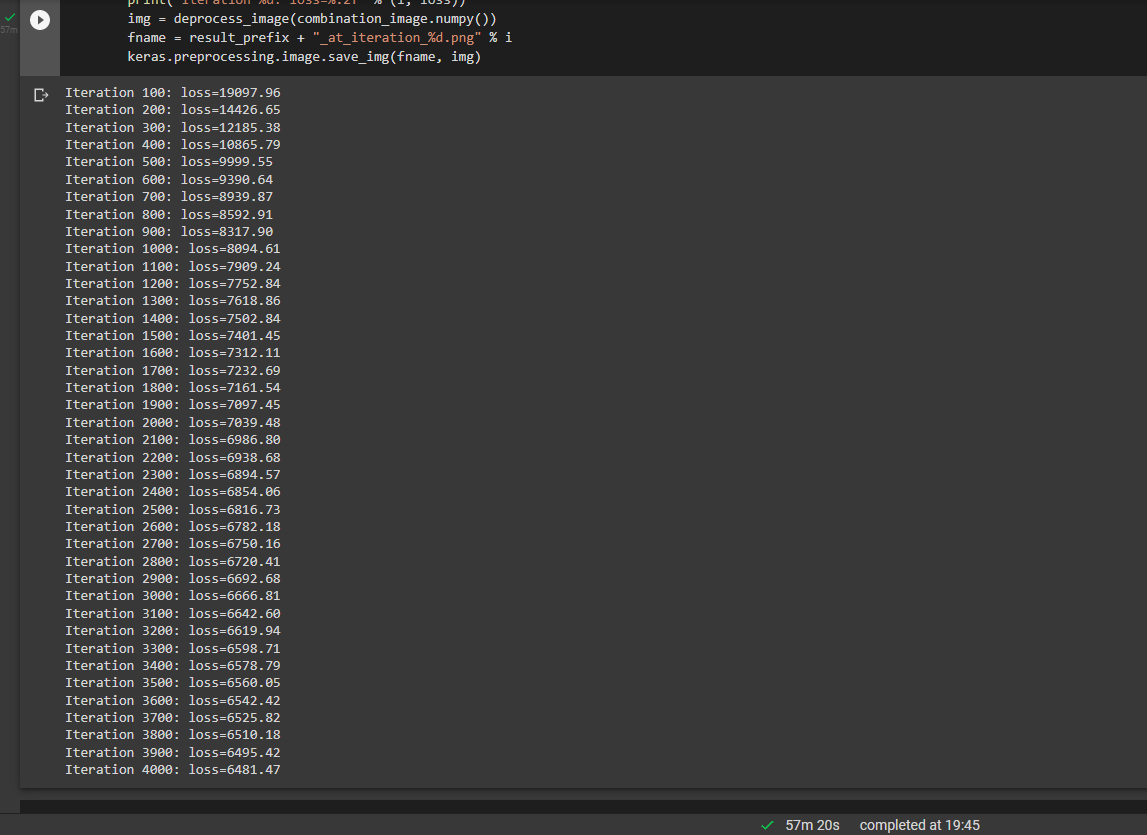 print("Iteration %d: loss=%.2f" % (i, loss))
img = deprocess_image(combination_image.numpy())
fname = result_prefix + "_at_iteration_%d.png" % i
keras.preprocessing.image.save_img(fname, img)
57m
Iteration 100: loss=19097.96
Iteration 200: loss=14426.65
Iteration 300: loss=12185.38
Iteration 400: loss=10865.79
Iteration 500: loss=9999.55
Iteration 600: loss=9390.64
Iteration 700: loss=8939.87
Iteration 800: loss=8592.91
Iteration 900: loss=8317.90
Iteration 1000: loss=8094.61
Iteration 1100: loss=7909.24
Iteration 1200: loss=7752.84
Iteration 1300: loss=7618.86
Iteration 1400: loss=7502.84
Iteration 1500: loss=7401.45
Iteration 1600: loss=7312.11
Iteration 1700: loss=7232.69
Iteration 1800: loss=7161.54
Iteration 1900: loss=7097.45
Iteration 2000: loss=7039.48
Iteration 2100: loss=6986.80
Iteration 2200: loss=6938.68
Iteration 2300: loss=6894.57
Iteration 2400: loss=6854.06
Iteration 2500: loss=6816.73
Iteration 2600: loss=6782.18
Iteration 2700: loss=6750.16
Iteration 2800: loss=6720.41
Iteration 2900: loss=6692.68
Iteration 3000: loss=6666.81
Iteration 3100: loss=6642.60
Iteration 3200: loss=6619.94
Iteration 3300: loss=6598.71
Iteration 3400: loss=6578.79
Iteration 3500: loss=6560.05
Iteration 3600: loss=6542.42
Iteration 3700: loss=6525.82
Iteration 3800: loss=6510.18
Iteration 3900: loss=6495.42
Iteration 4000: loss=6481.47
57m 20s completed at 19:45